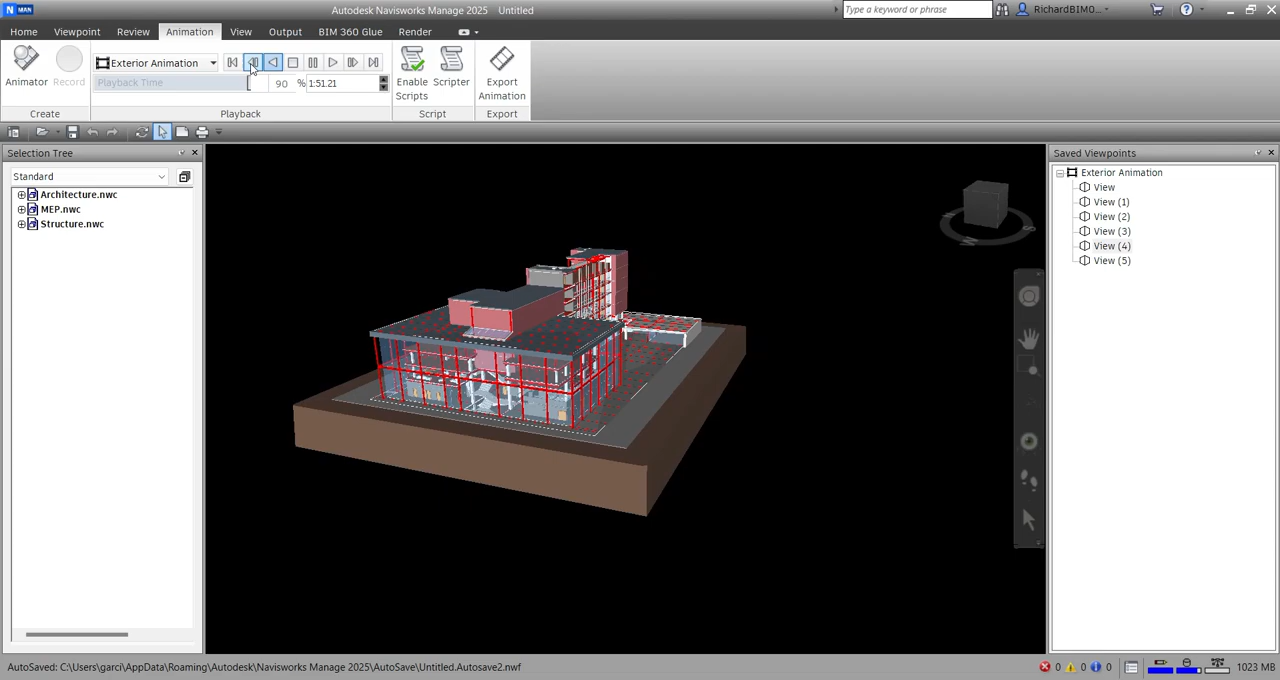 N MAN
Autodesk Navisworks Manage 2025 Untitled
Type a keyword or phrase
RichardBIMO...
Home Viewpoint Review Animation View Output BIM 360 Glue Render
Animator
Record
Exterior Animation
Playback Time
90 % 1:51.21
Enable Scripts
Scripter
Export Animation
Create Playback Script Export
Selection Tree
Standard
Architecture.nwc
MEP.nwc
Structure.nwc
Saved Viewpoints
Exterior Animation
View
View (1)
View (2)
View (3)
View (4)
View (5)
AutoSaved: C:\Users\garci\AppData\Roaming\Autodesk\Navisworks Manage 2025\AutoSave\Untitled.Autosave2.nwf
0 0 0 1023 MB